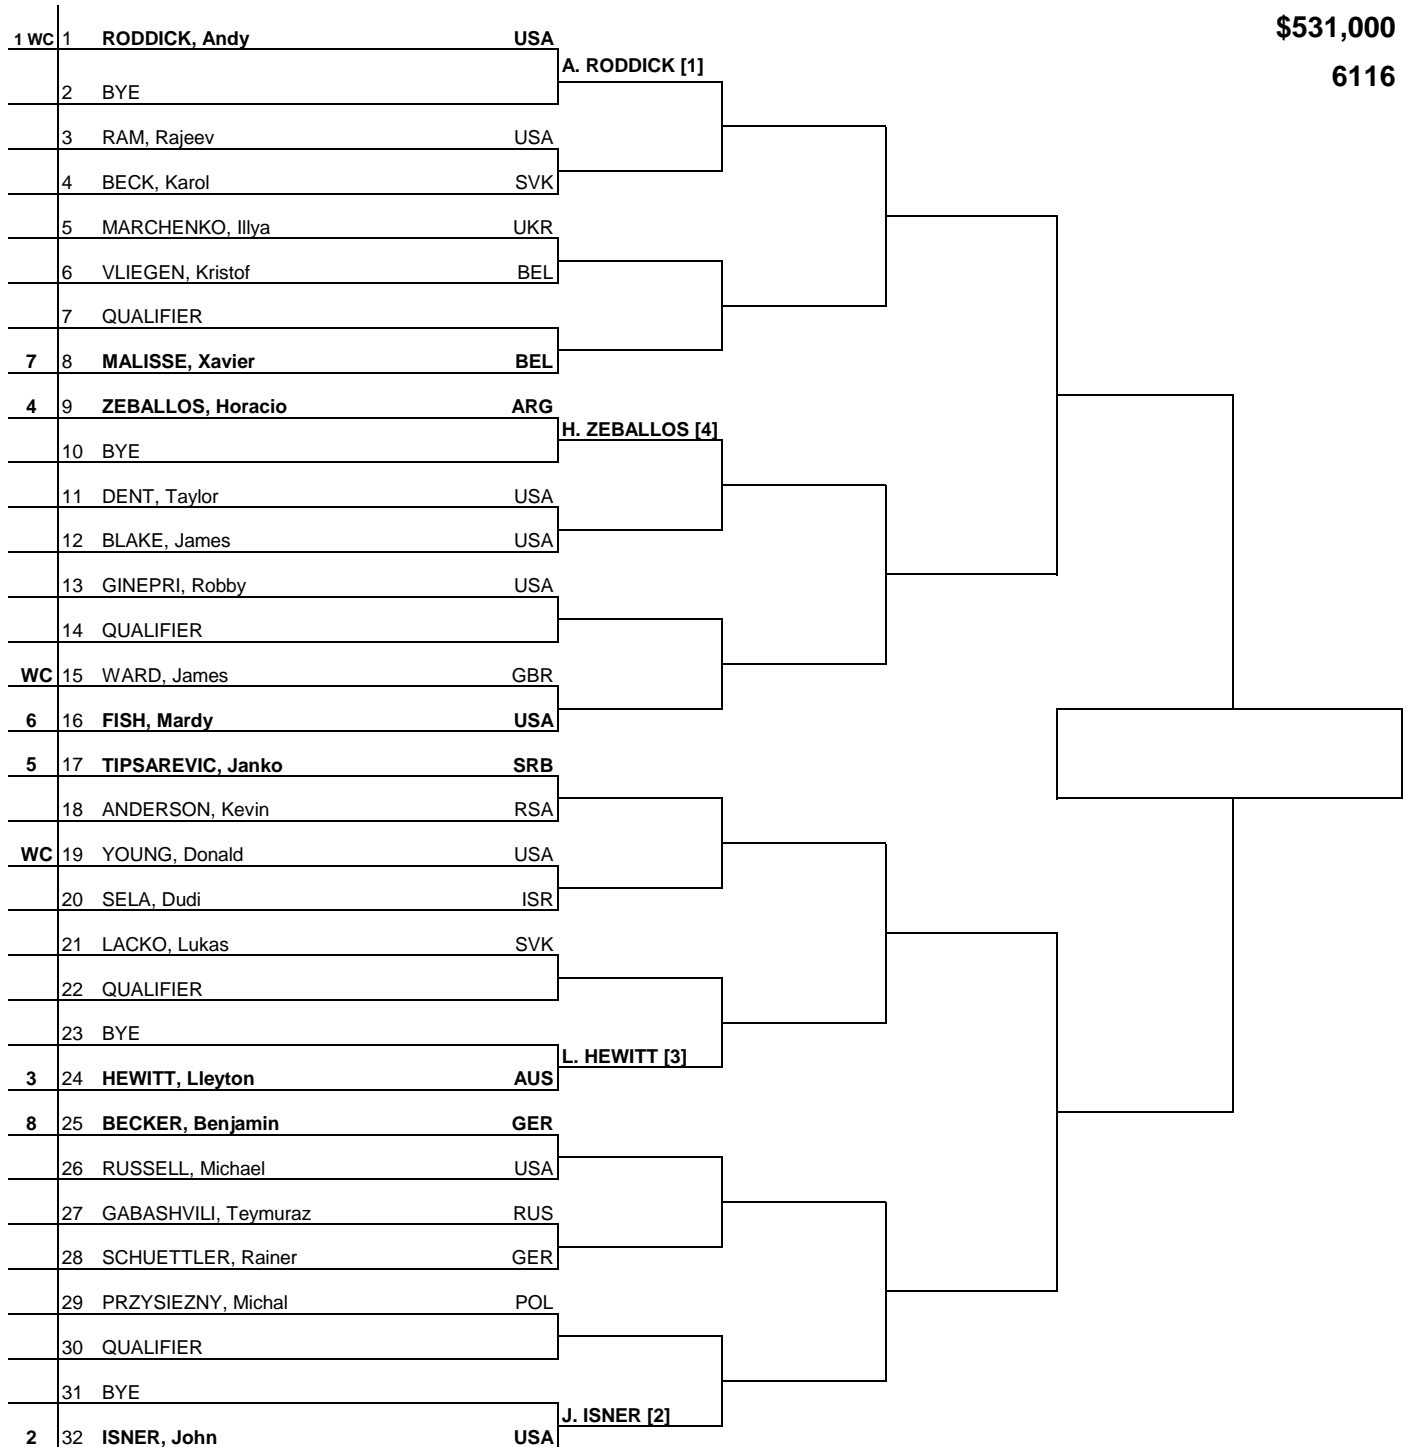 $531,000
6116
1 WC 1 RODDICK, Andy USA
A. RODDICK [1]
2 BYE
3 RAM, Rajeev USA
4 BECK, Karol SVK
5 MARCHENKO, Illya UKR
6 VLIEGEN, Kristof BEL
7 QUALIFIER
7 8 MALISSE, Xavier BEL
4 9 ZEBALLOS, Horacio ARG
H. ZEBALLOS [4]
10 BYE
11 DENT, Taylor USA
12 BLAKE, James USA
13 GINEPRI, Robby USA
14 QUALIFIER
WC 15 WARD, James GBR
6 16 FISH, Mardy USA
5 17 TIPSAREVIC, Janko SRB
18 ANDERSON, Kevin RSA
WC 19 YOUNG, Donald USA
20 SELA, Dudi ISR
21 LACKO, Lukas SVK
22 QUALIFIER
23 BYE
L. HEWITT [3]
3 24 HEWITT, Lleyton AUS
8 25 BECKER, Benjamin GER
26 RUSSELL, Michael USA
27 GABASHVILI, Teymuraz RUS
28 SCHUETTLER, Rainer GER
29 PRZYSIEZNY, Michal POL
30 QUALIFIER
31 BYE
J. ISNER [2]
2 32 ISNER, John USA